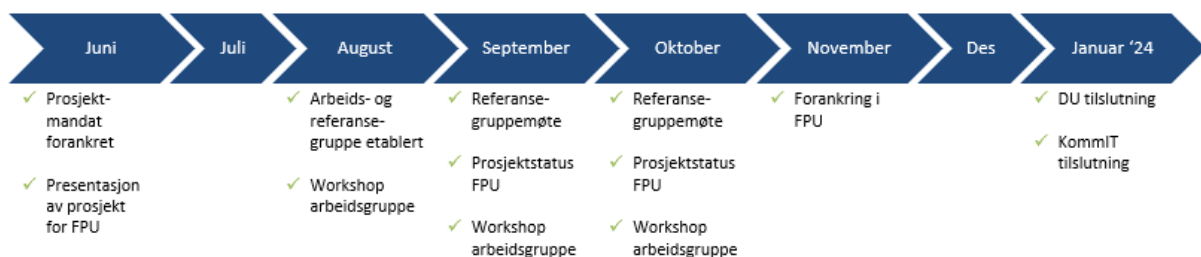 Juni
Juli
August
September
Oktober
November
Des
Januar ‘24
Prosjekt-
mandat
forankret
Presentasjon
av prosjekt
for FPU
Arbeids- og
referanse-
gruppe etablert
Workshop
arbeidsgruppe
Referanse-
gruppemøte
Prosjektstatus
FPU
Workshop
arbeidsgruppe
Referanse-
gruppemøte
Prosjektstatus
FPU
Workshop
arbeidsgruppe
Forankring i
FPU
DU tilslutning
KommIT
tilslutning